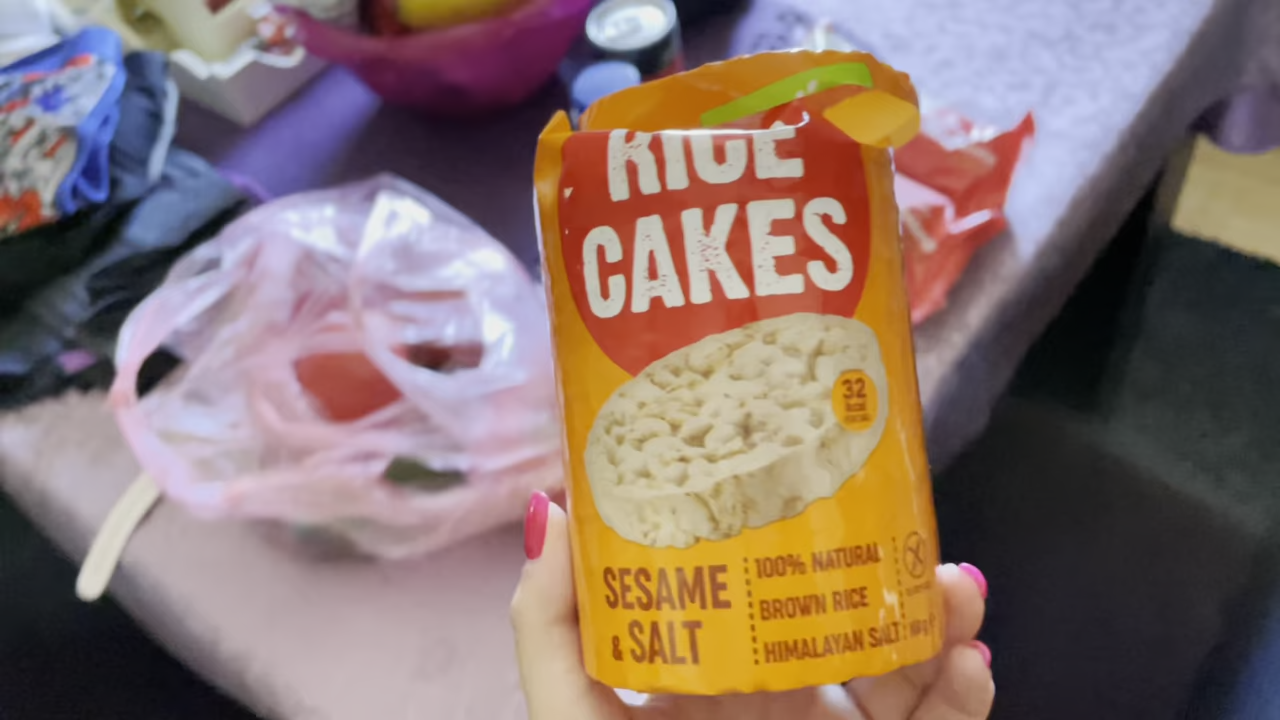 RICE
CAKES
32
SESAME
& SALT
100% NATURAL
BROWN RICE
HIMALAYAN SALT